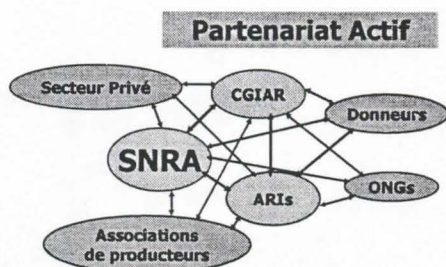 Partenariat Actif
Secteur Privé
CGIAR
Donneurs
SNRA
ARIs
ONGs
Associations
de producteurs